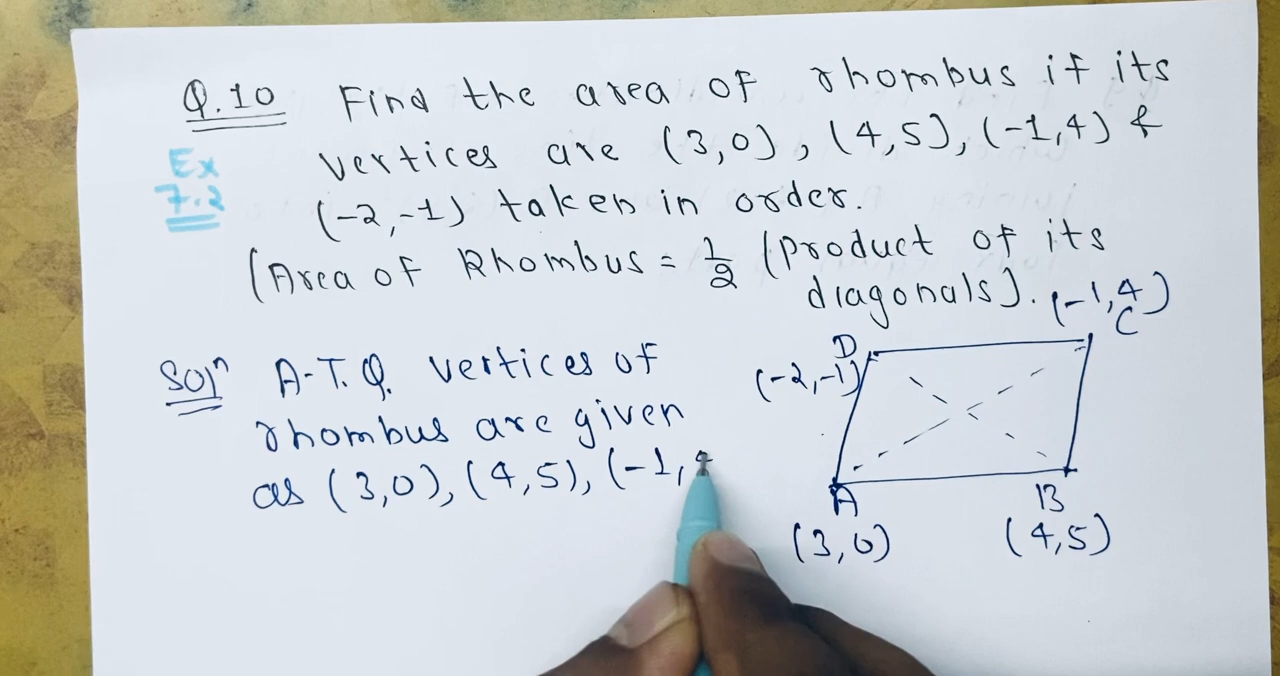 Q.10 Find the area of rhombus if its
Ex
7.2
vertices are (3,0), (4,5), (-1,4) &
(-2,-1) taken in order.
(Area of Rhombus = 1/2 (Product of its
diagonals).
Solⁿ A.T.Q. vertices of
rhombus are given
as (3,0), (4,5), (-1,4
(-1,4)
C
D
(-2,-1)
A
B
(3,0)
(4,5)